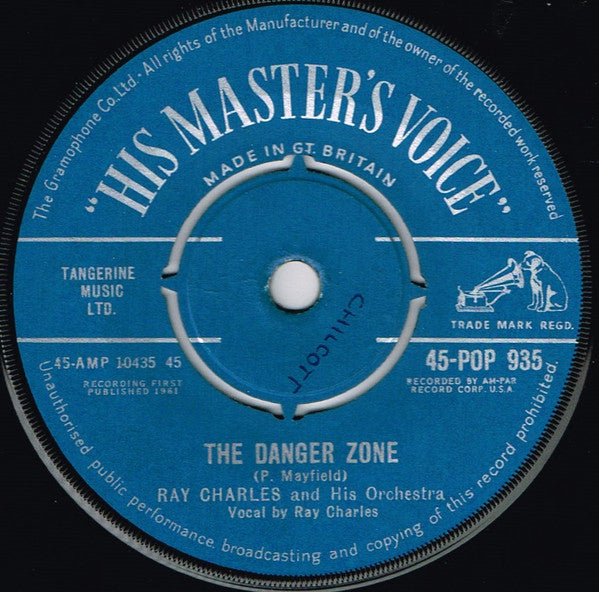 The Gramophone Co. Ltd. - All rights of the Manufacturer and of the owner of the recorded work reserved
"HIS MASTER'S VOICE"
MADE IN GT. BRITAIN
TANGERINE
MUSIC
LTD.
TRADE MARK REGD.
CHILCOTT
45-AMP 10435 45
RECORDING FIRST
PUBLISHED 1961
45-POP 935
RECORDED BY AM-PAR
RECORD CORP. U.S.A
THE DANGER ZONE
(P. Mayfield)
RAY CHARLES and His Orchestra
Vocal by Ray Charles
Unauthorised public performance broadcasting and copying of this record prohibited.